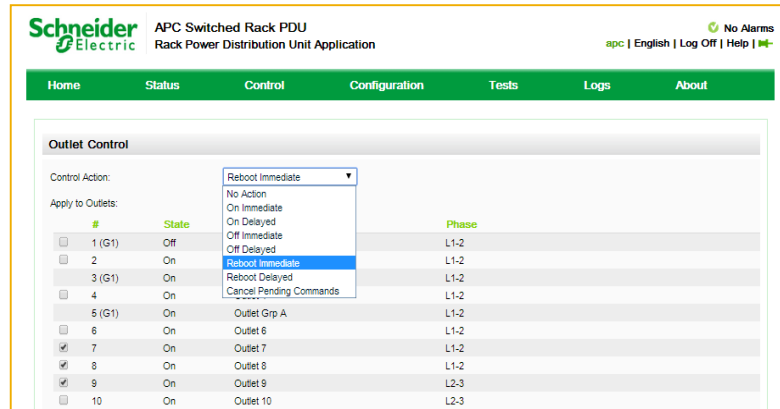 Schneider Electric
APC Switched Rack PDU
Rack Power Distribution Unit Application
No Alarms
apc | English | Log Off | Help |
Home Status Control Configuration Tests Logs About
Outlet Control
Control Action: Reboot Immediate
No Action
On Immediate
On Delayed
Off Immediate
Off Delayed
Reboot Immediate
Reboot Delayed
Cancel Pending Commands
Apply to Outlets:
# State Phase
1 (G1) Off L1-2
2 On L1-2
3 (G1) On L1-2
4 On L1-2
5 (G1) On Outlet Grp A L1-2
6 On Outlet 6 L1-2
7 On Outlet 7 L1-2
8 On Outlet 8 L1-2
9 On Outlet 9 L2-3
10 On Outlet 10 L2-3